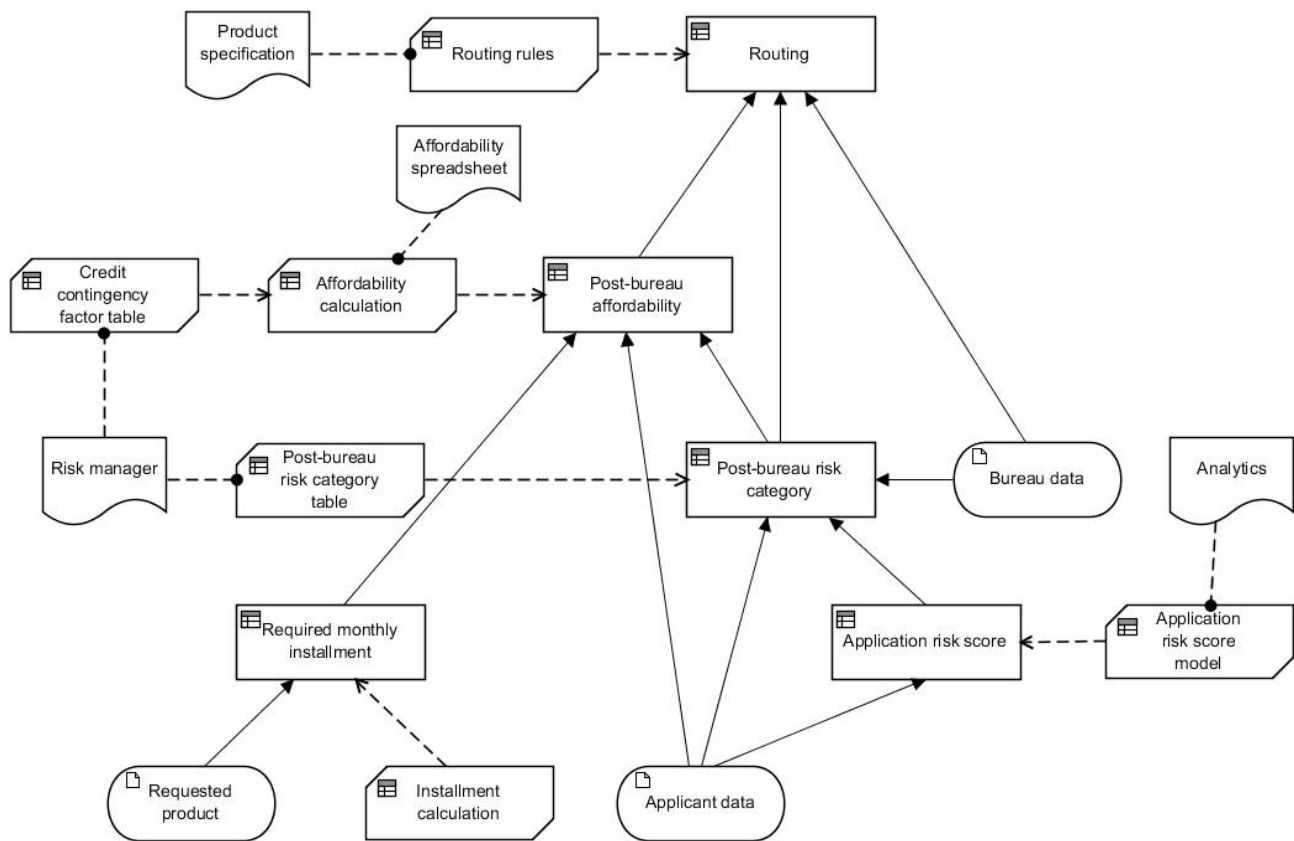 Product
specification
Routing rules
Routing
Affordability
spreadsheet
Credit
contingency
factor table
Affordability
calculation
Post-bureau
affordability
Risk manager
Post-bureau
risk category
table
Post-bureau risk
category
Bureau data
Analytics
Required monthly
installment
Application risk score
Application
risk score
model
Requested
product
Installment
calculation
Applicant data